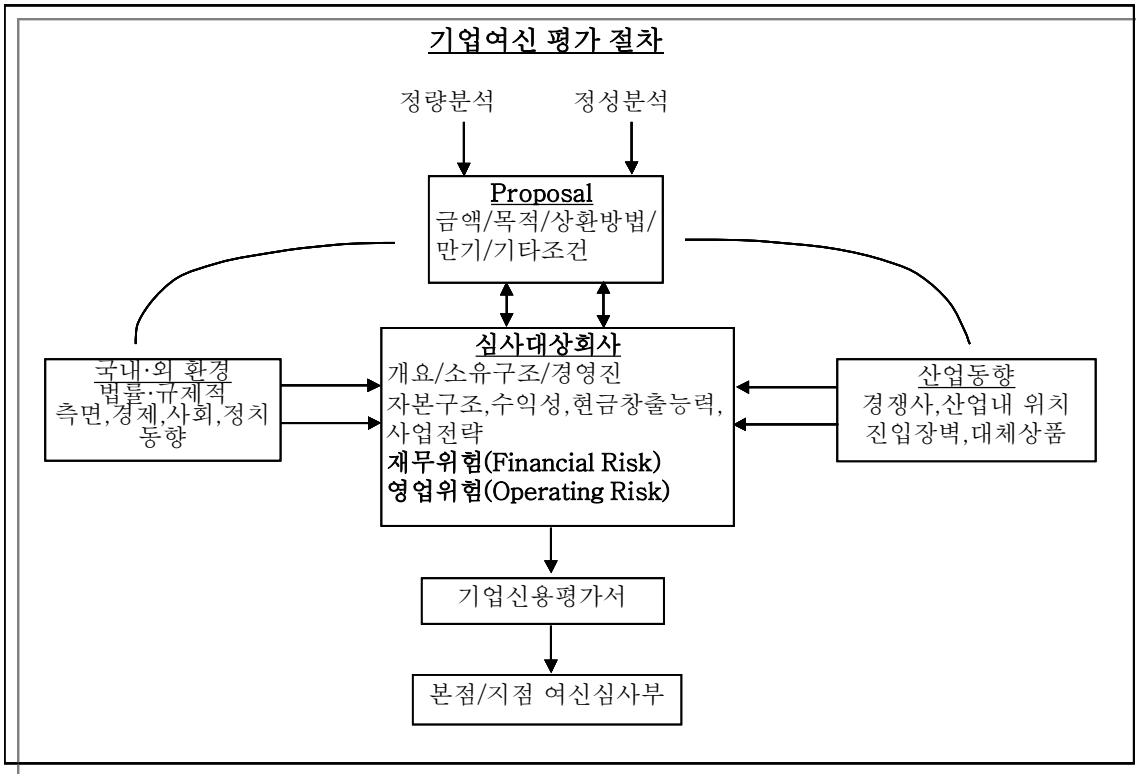 기업여신 평가 절차
정량분석
정성분석
Proposal
금액/목적/상환방법/
만기/기타조건
국내·외 환경
법률·규제적
측면,경제,사회,정치
동향
심사대상회사
개요/소유구조/경영진
자본구조,수익성,현금창출능력,
사업전략
재무위험(Financial Risk)
영업위험(Operating Risk)
산업동향
경쟁사,산업내 위치
진입장벽,대체상품
기업신용평가서
본점/지점 여신심사부